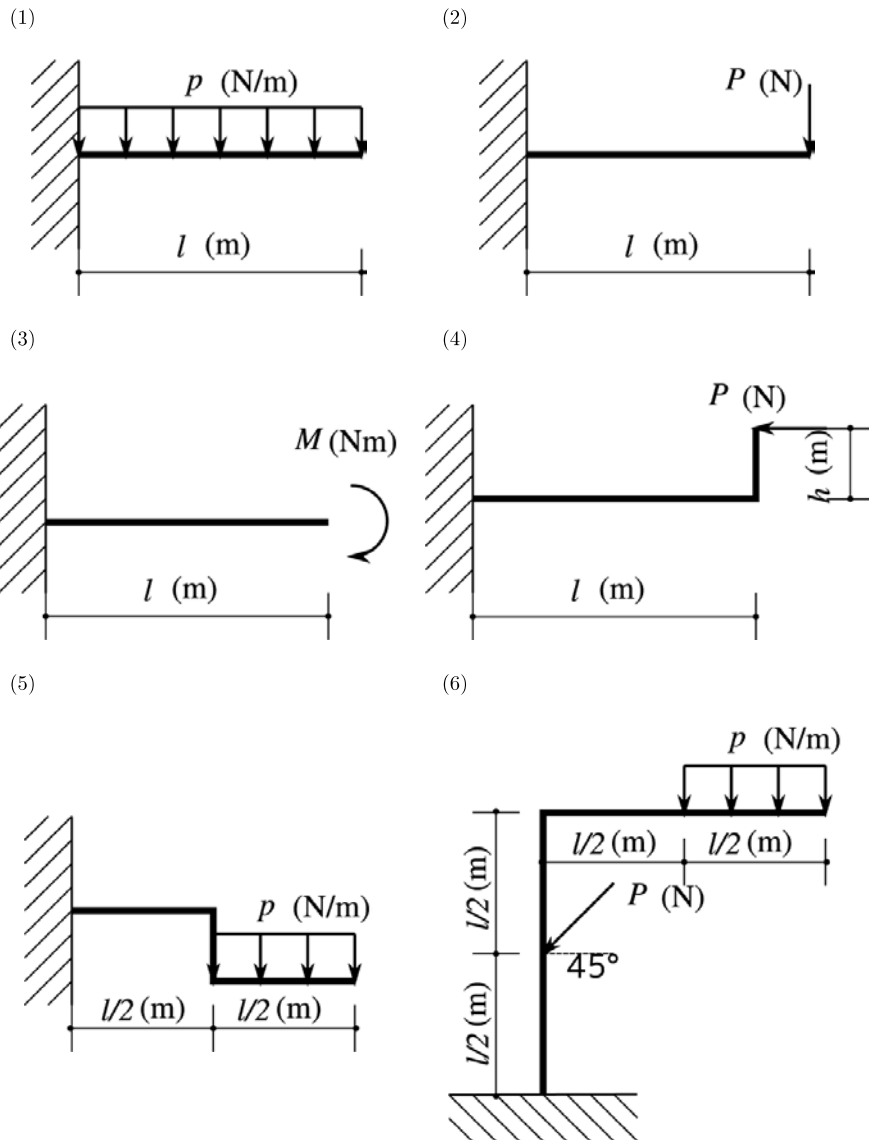 (1)
p (N/m)
l (m)
(2)
P (N)
l (m)
(3)
M (Nm)
l (m)
(4)
P (N)
h (m)
l (m)
(5)
p (N/m)
l/2 (m)
l/2 (m)
(6)
p (N/m)
l/2 (m)
l/2 (m)
l/2 (m)
P (N)
45°
l/2 (m)